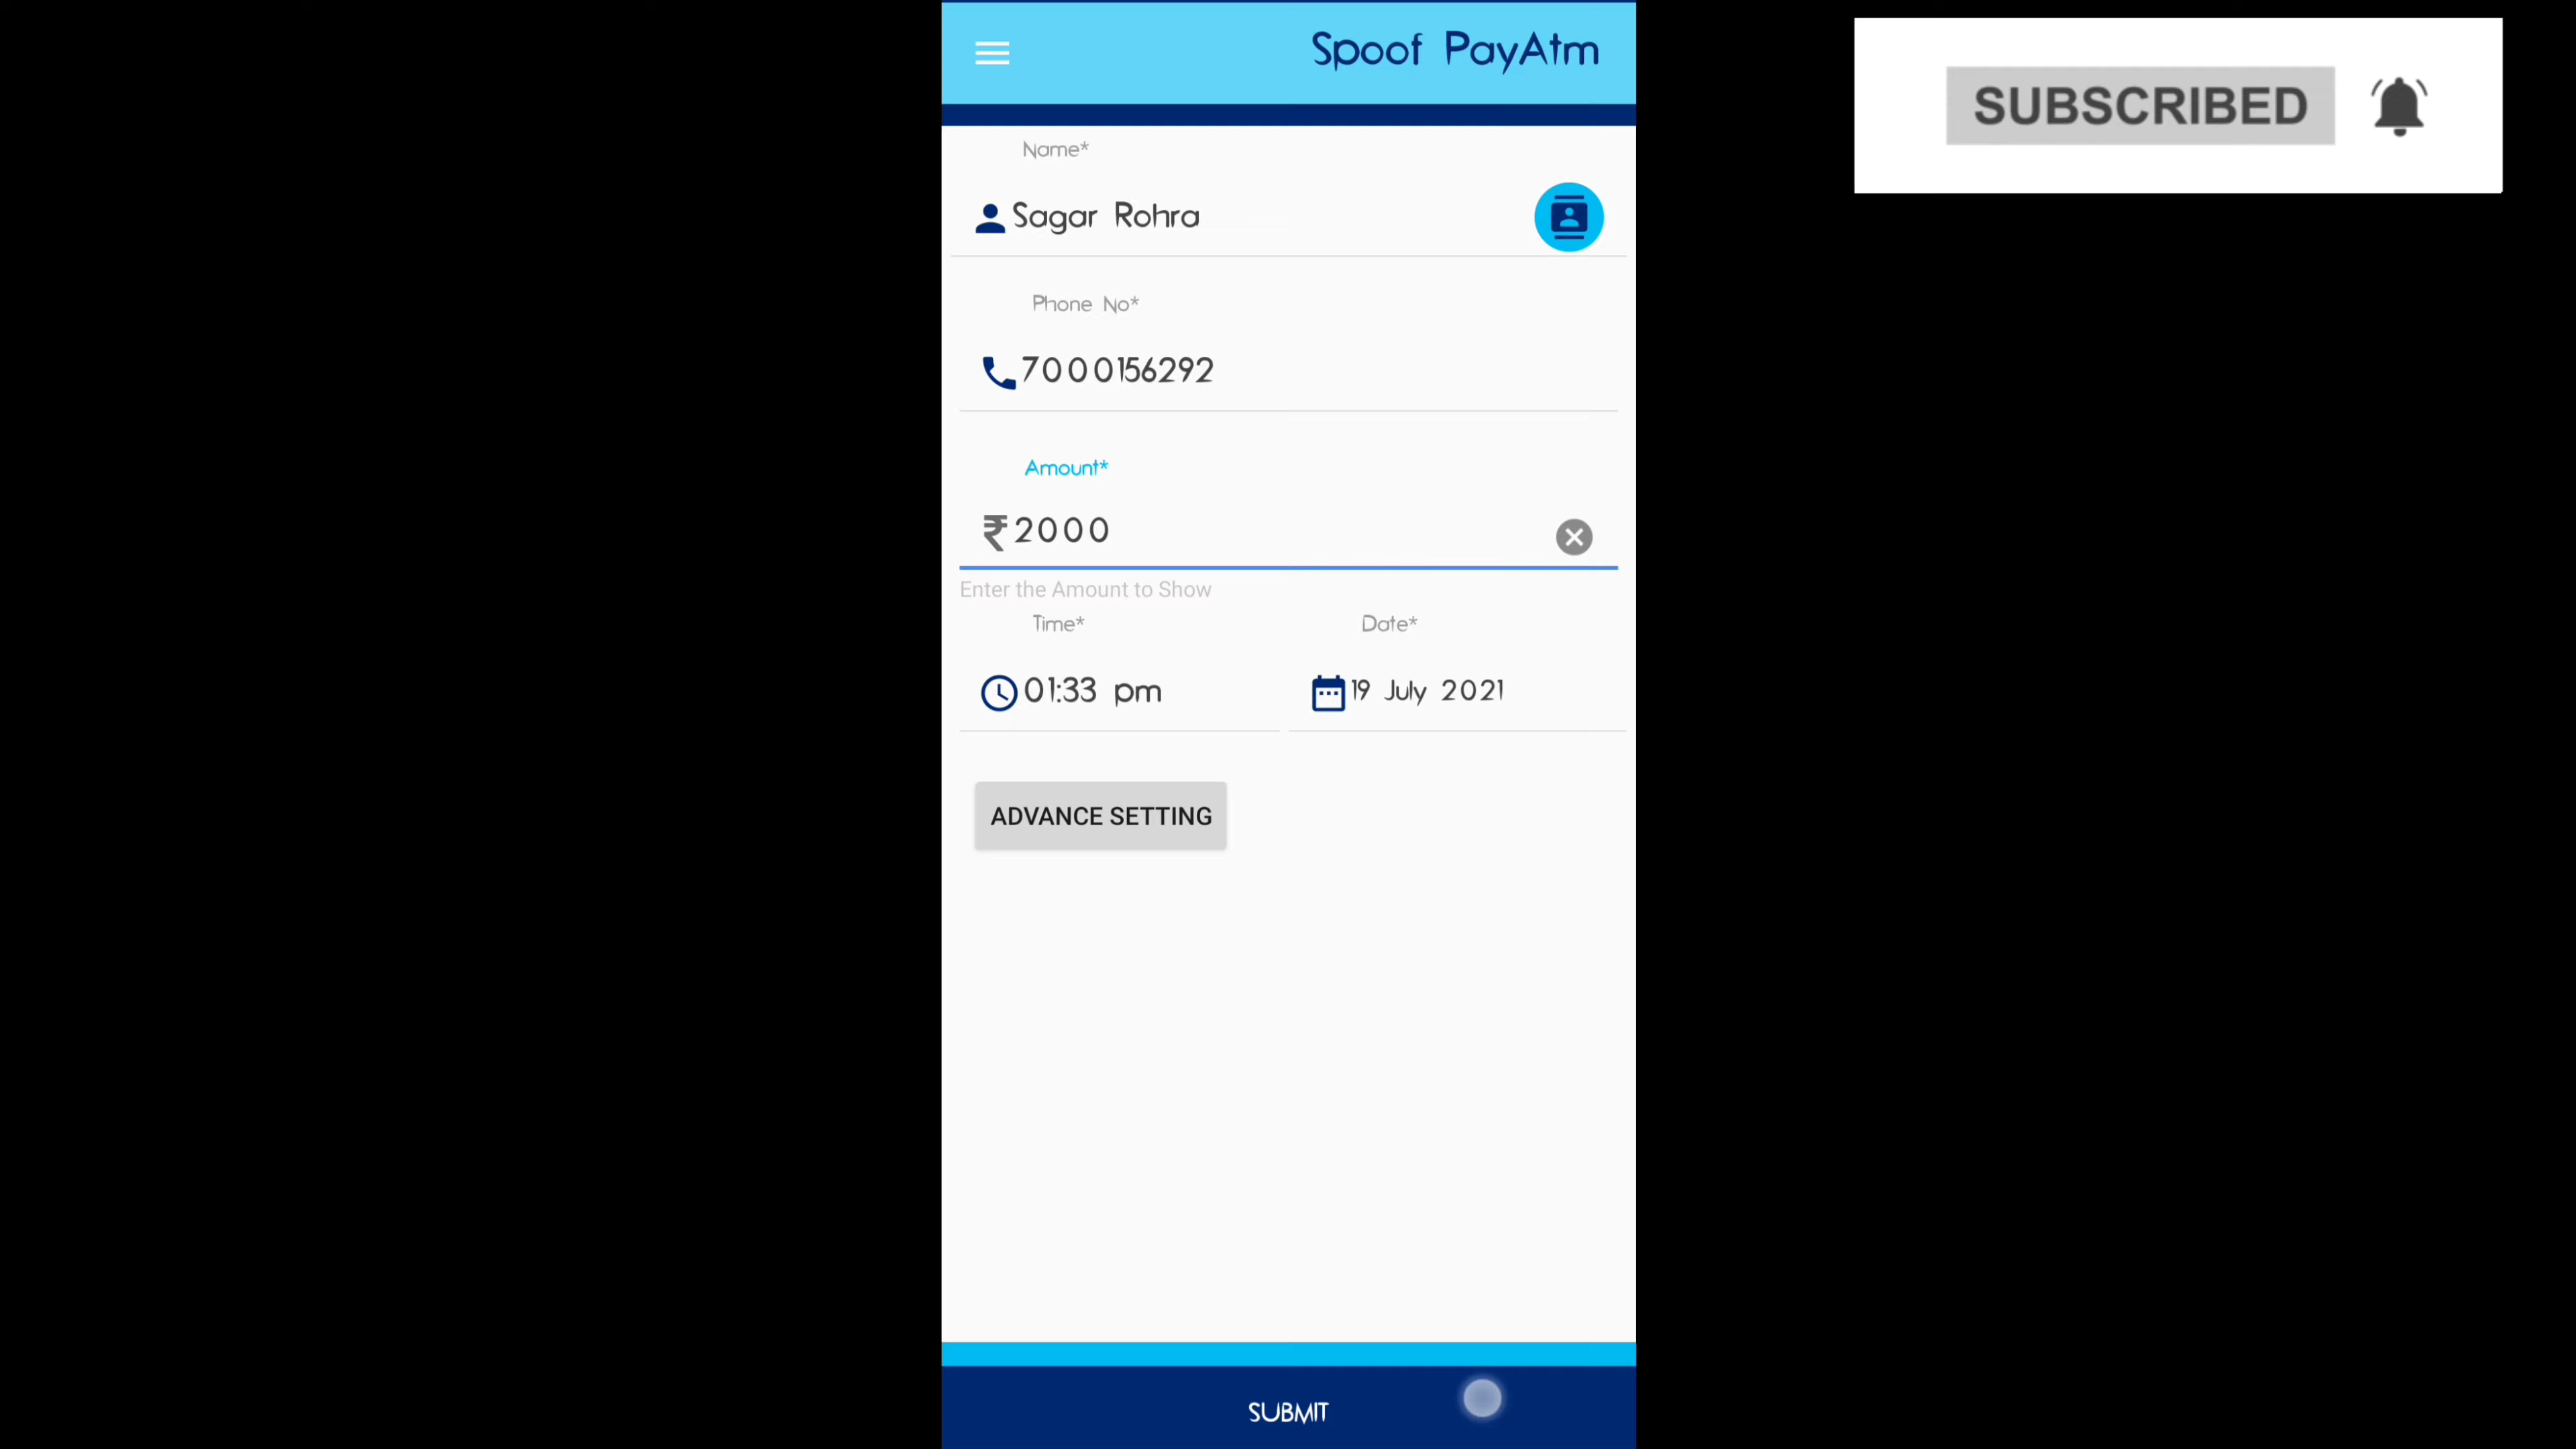 Spoof PayAtm
SUBSCRIBED
Name*
Sagar Rohra
Phone No*
7000156292
Amount*
₹2000
Enter the Amount to Show
Time*
Date*
01:33 pm
19 July 2021
ADVANCE SETTING
SUBMIT